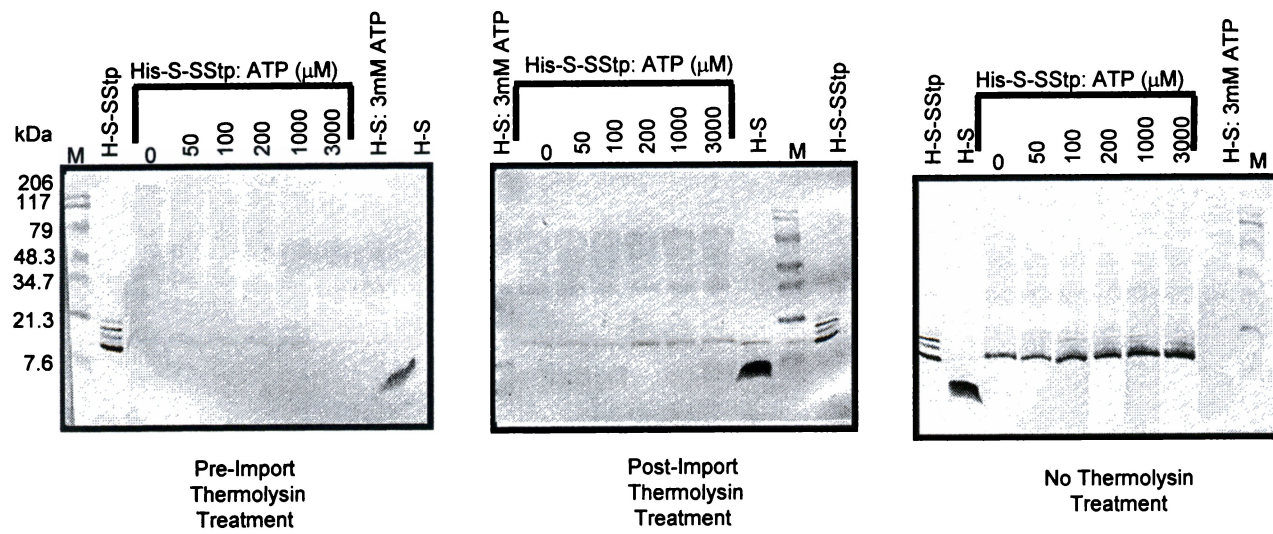 kDa
M
H-S-SStp
His-S-SStp: ATP (μM)
0
50
100
200
1000
3000
H-S: 3mM ATP
H-S
206
117
79
48.3
34.7
21.3
7.6
Pre-Import
Thermolysin
Treatment
H-S: 3mM ATP
His-S-SStp: ATP (μM)
0
50
100
200
1000
3000
H-S
M
H-S-SStp
Post-Import
Thermolysin
Treatment
H-S-SStp
H-S
His-S-SStp: ATP (μM)
0
50
100
200
1000
3000
H-S: 3mM ATP
M
No Thermolysin
Treatment